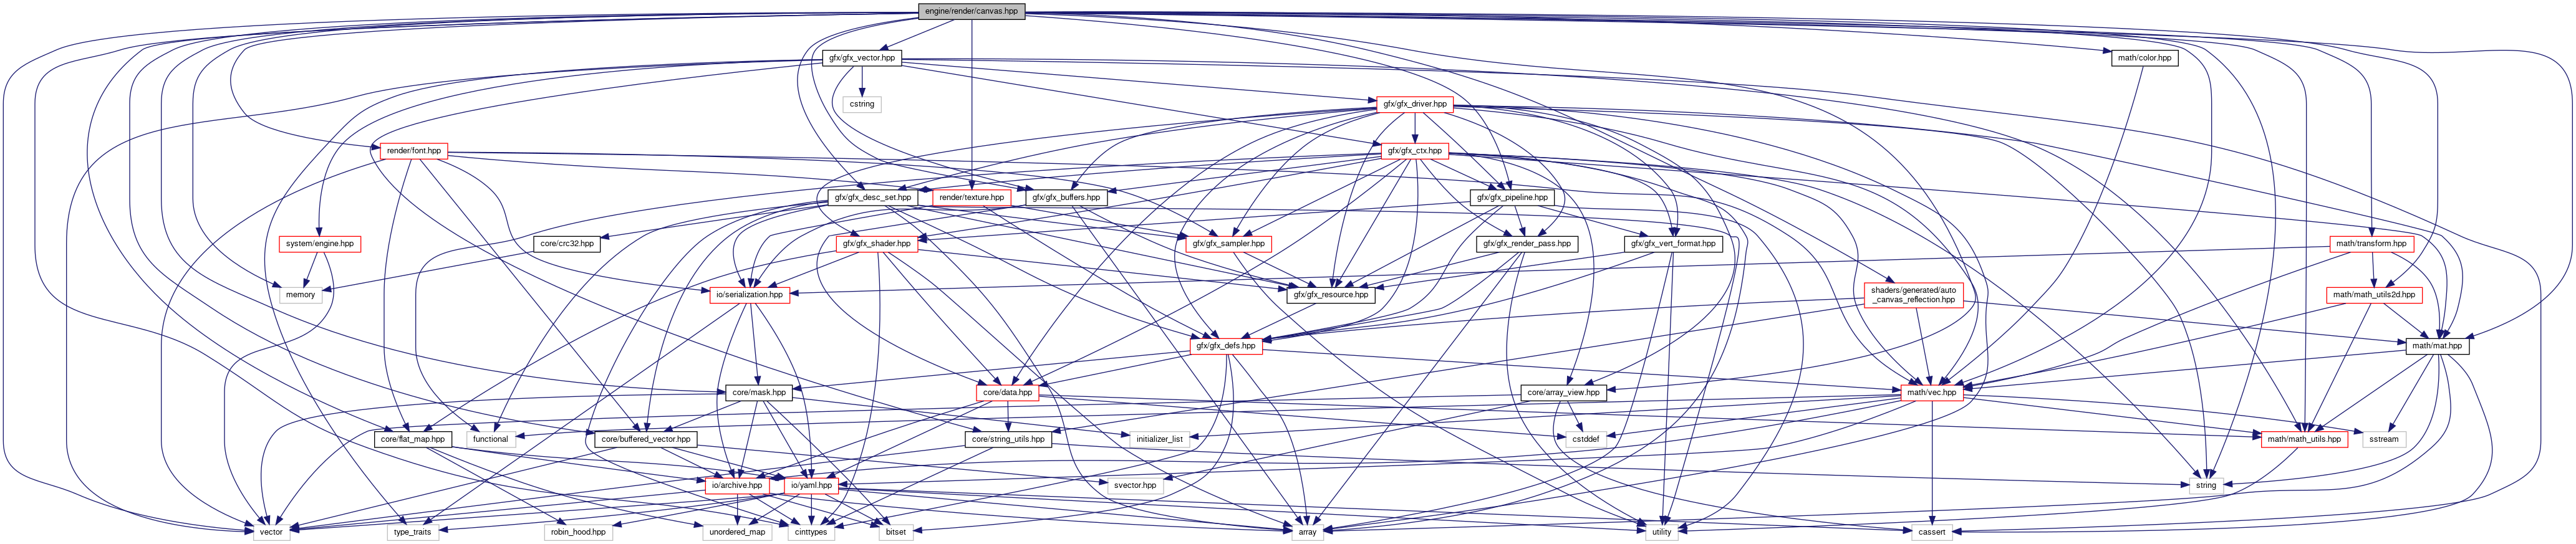 engine/render/canvas.hpp
gfx/gfx_vector.hpp
math/color.hpp
cstring
gfx/gfx_driver.hpp
render/font.hpp
gfx/gfx_ctx.hpp
gfx/gfx_desc_set.hpp
render/texture.hpp
gfx/gfx_buffers.hpp
gfx/gfx_pipeline.hpp
system/engine.hpp
core/crc32.hpp
gfx/gfx_shader.hpp
gfx/gfx_sampler.hpp
gfx/gfx_render_pass.hpp
gfx/gfx_vert_format.hpp
math/transform.hpp
memory
io/serialization.hpp
gfx/gfx_resource.hpp
shaders/generated/auto
_canvas_reflection.hpp
math/math_utils2d.hpp
gfx/gfx_defs.hpp
math/mat.hpp
core/mask.hpp
core/data.hpp
core/array_view.hpp
math/vec.hpp
core/flat_map.hpp
functional
core/buffered_vector.hpp
core/string_utils.hpp
initializer_list
cstddef
math/math_utils.hpp
sstream
io/archive.hpp
io/yaml.hpp
svector.hpp
string
vector
type_traits
robin_hood.hpp
unordered_map
cinttypes
bitset
array
utility
cassert